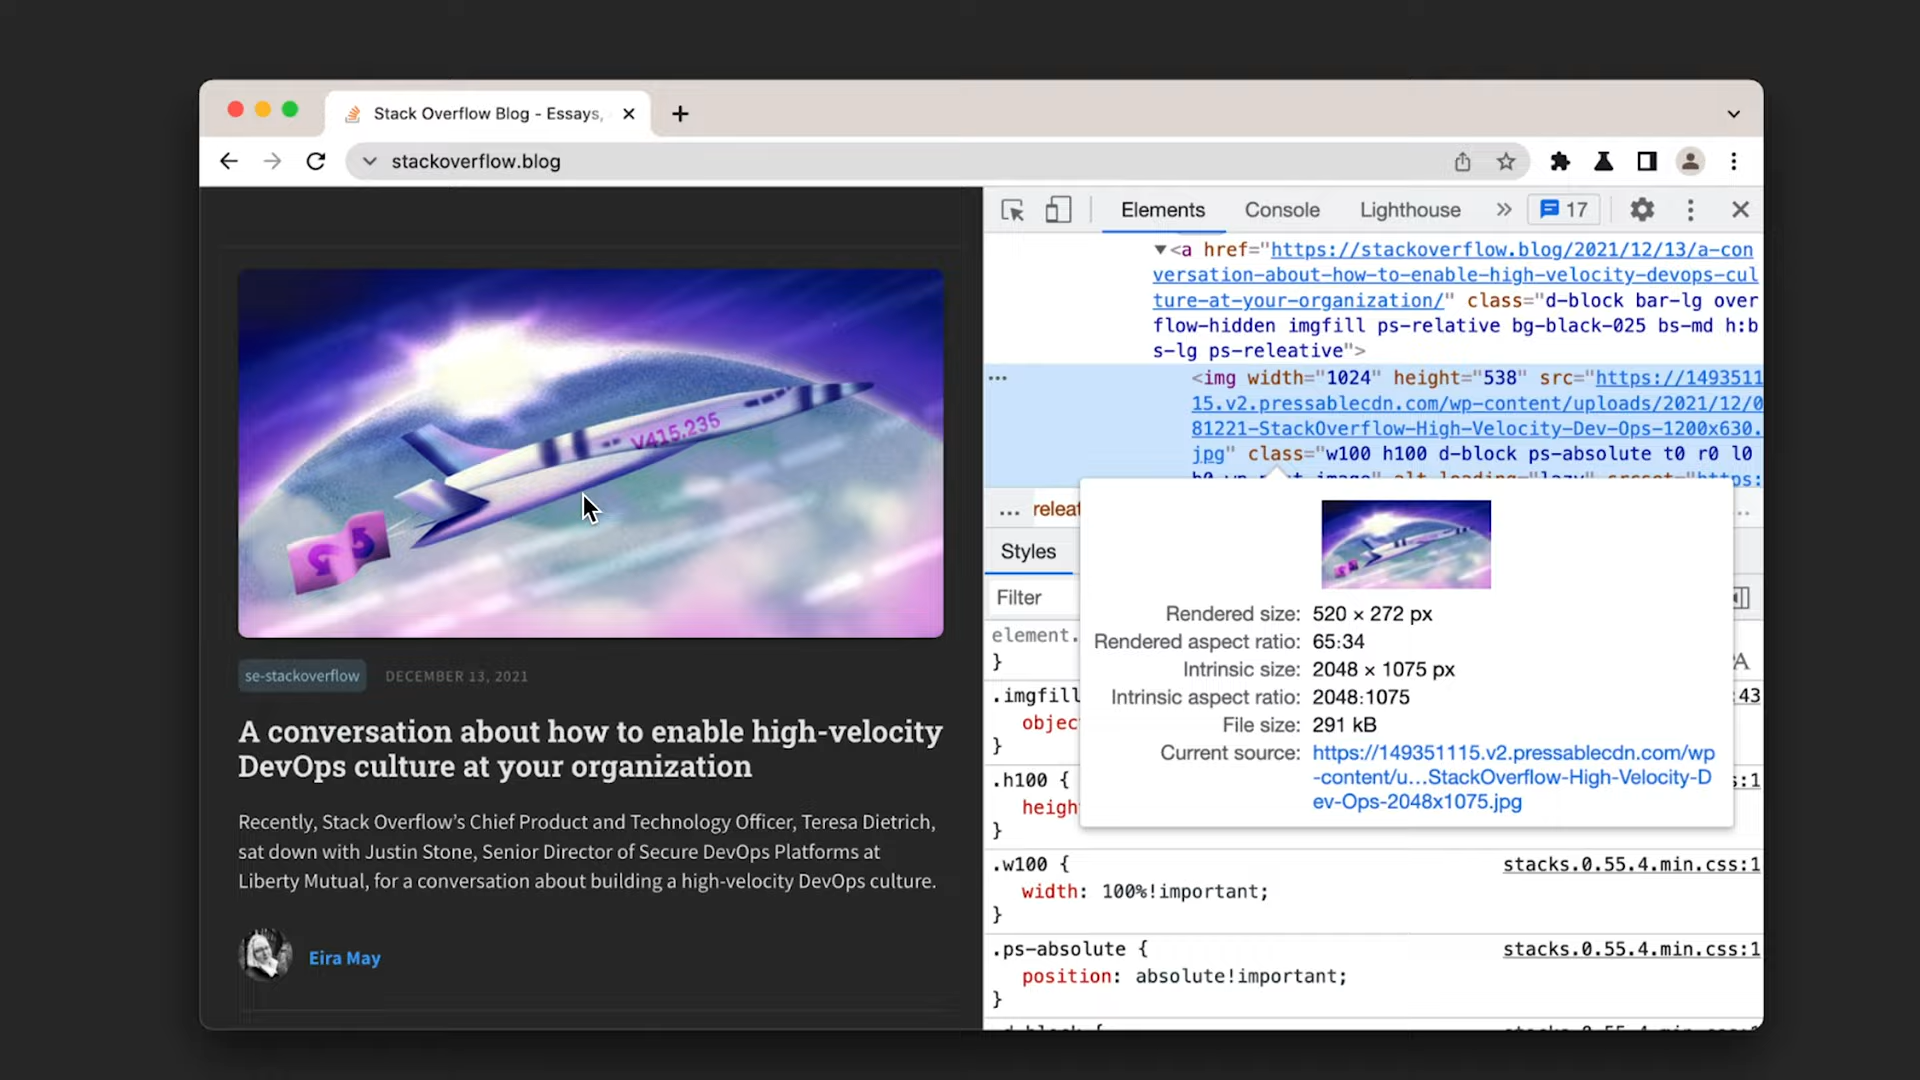 Stack Overflow Blog - Essays,
stackoverflow.blog
V415.235
se-stackoverflow DECEMBER 13, 2021
A conversation about how to enable high-velocity
DevOps culture at your organization
Recently, Stack Overflow’s Chief Product and Technology Officer, Teresa Dietrich,
sat down with Justin Stone, Senior Director of Secure DevOps Platforms at
Liberty Mutual, for a conversation about building a high-velocity DevOps culture.
Eira May
Elements Console Lighthouse 17
<a href="https://stackoverflow.blog/2021/12/13/a-con
versation-about-how-to-enable-high-velocity-devops-cul
ture-at-your-organization/" class="d-block bar-lg over
flow-hidden imgfill ps-relative bg-black-025 bs-md h:b
s-lg ps-releative">
<img width="1024" height="538" src="https://1493511
15.v2.pressablecdn.com/wp-content/uploads/2021/12/0
81221-StackOverflow-High-Velocity-Dev-Ops-1200x630.
jpg" class="w100 h100 d-block ps-absolute t0 r0 l0
... releat
Styles
Filter
element.
}
.imgfill :43
objec
}
.h100 { s:1
heigh
}
Rendered size: 520 × 272 px
Rendered aspect ratio: 65:34
Intrinsic size: 2048 × 1075 px
Intrinsic aspect ratio: 2048:1075
File size: 291 kB
Current source: https://149351115.v2.pressablecdn.com/wp
-content/u…StackOverflow-High-Velocity-D
ev-Ops-2048x1075.jpg
.w100 { stacks.0.55.4.min.css:1
width: 100%!important;
}
.ps-absolute { stacks.0.55.4.min.css:1
position: absolute!important;
}